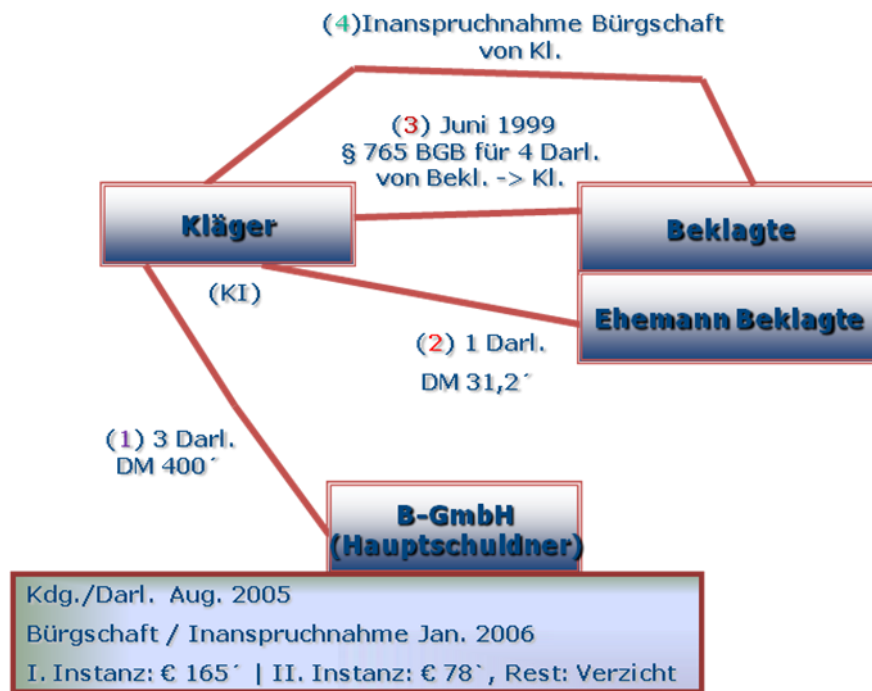 (4)Inanspruchnahme Bürgschaft
von Kl.
(3) Juni 1999
§ 765 BGB für 4 Darl.
von Bekl. -> Kl.
Kläger
Beklagte
(KI)
Ehemann Beklagte
(2) 1 Darl.
DM 31,2´
(1) 3 Darl.
DM 400´
B-GmbH
(Hauptschuldner)
Kdg./Darl. Aug. 2005
Bürgschaft / Inanspruchnahme Jan. 2006
I. Instanz: € 165´ | II. Instanz: € 78`, Rest: Verzicht